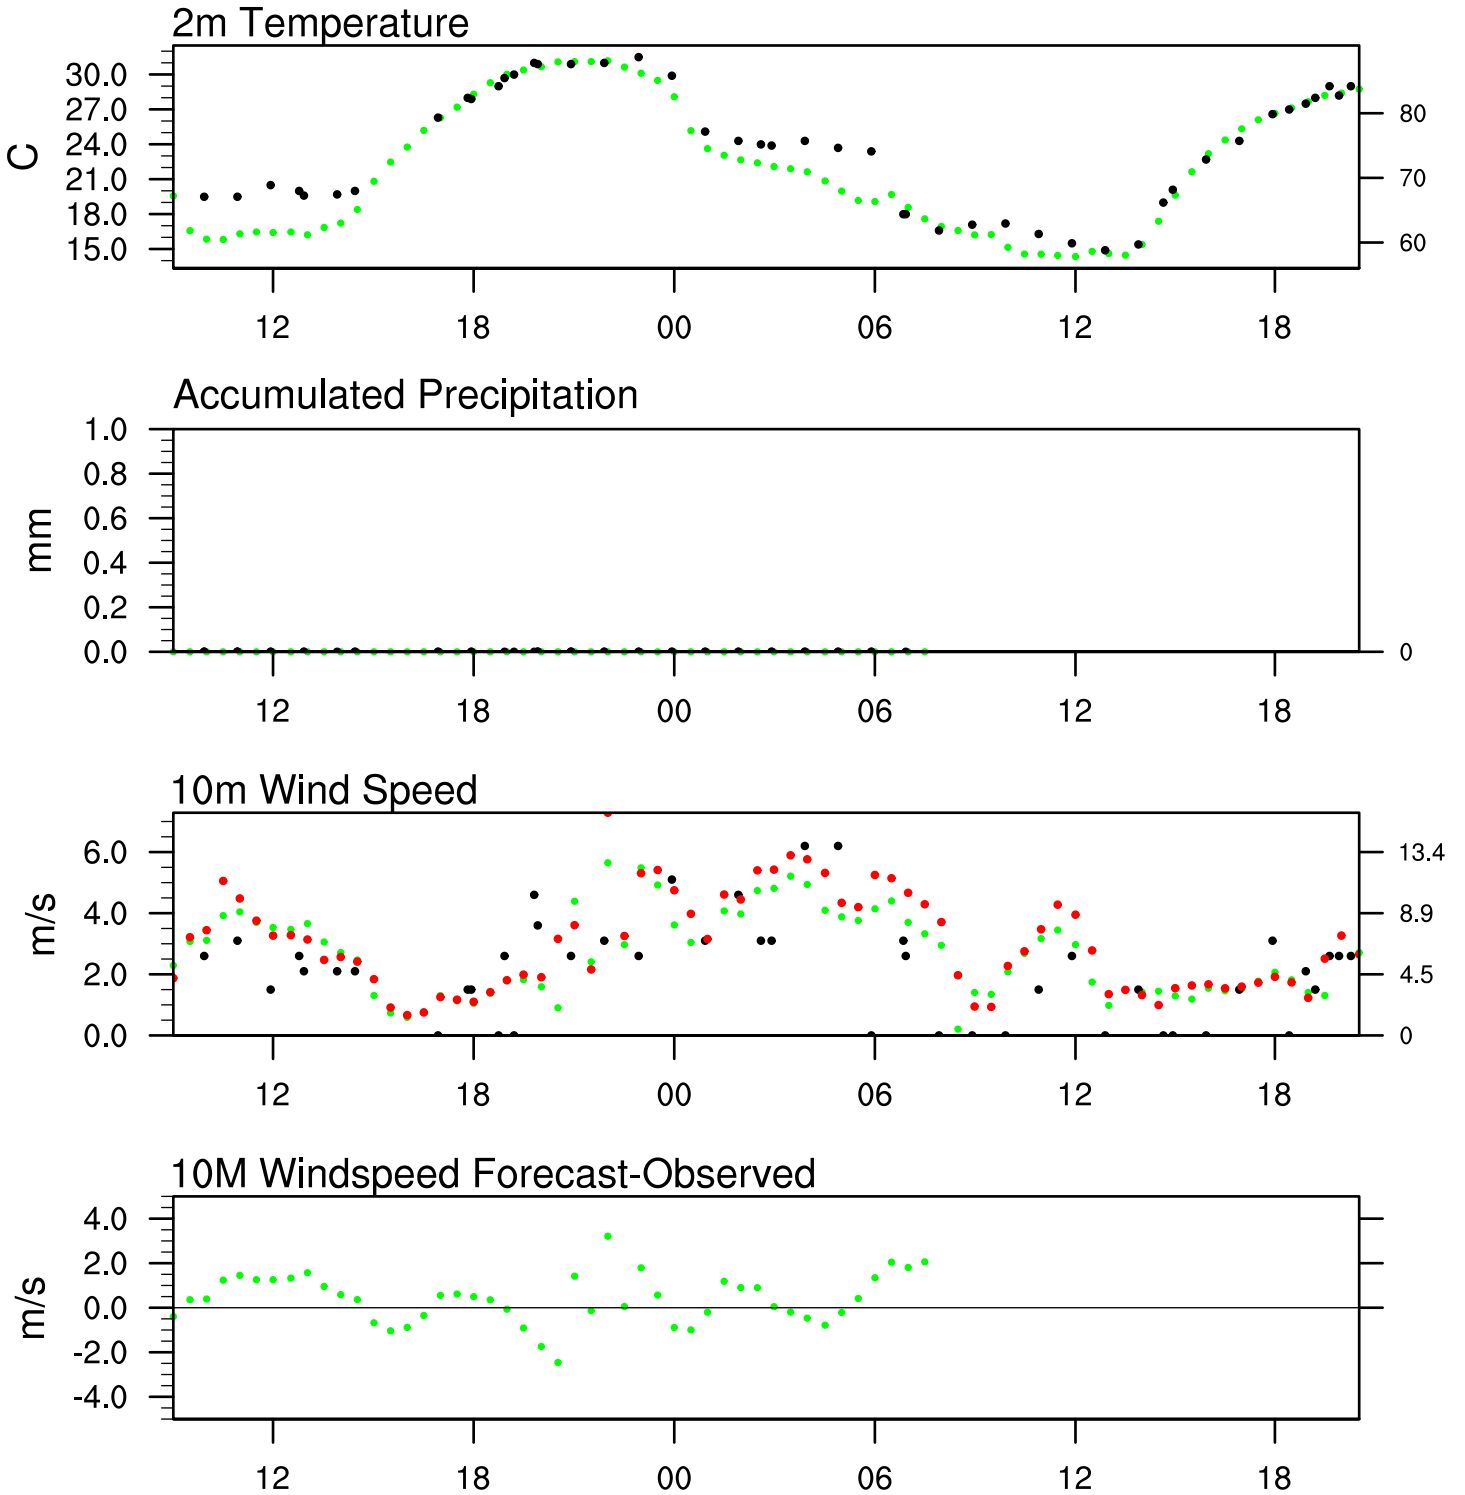 2m Temperature
30.0
27.0
24.0
21.0
18.0
15.0
C
80
70
60
12 18 00 06 12 18
Accumulated Precipitation
1.0
0.8
0.6
0.4
0.2
0.0
mm
0
12 18 00 06 12 18
10m Wind Speed
6.0
4.0
2.0
0.0
m/s
13.4
8.9
4.5
0
12 18 00 06 12 18
10M Windspeed Forecast-Observed
4.0
2.0
0.0
-2.0
-4.0
m/s
12 18 00 06 12 18